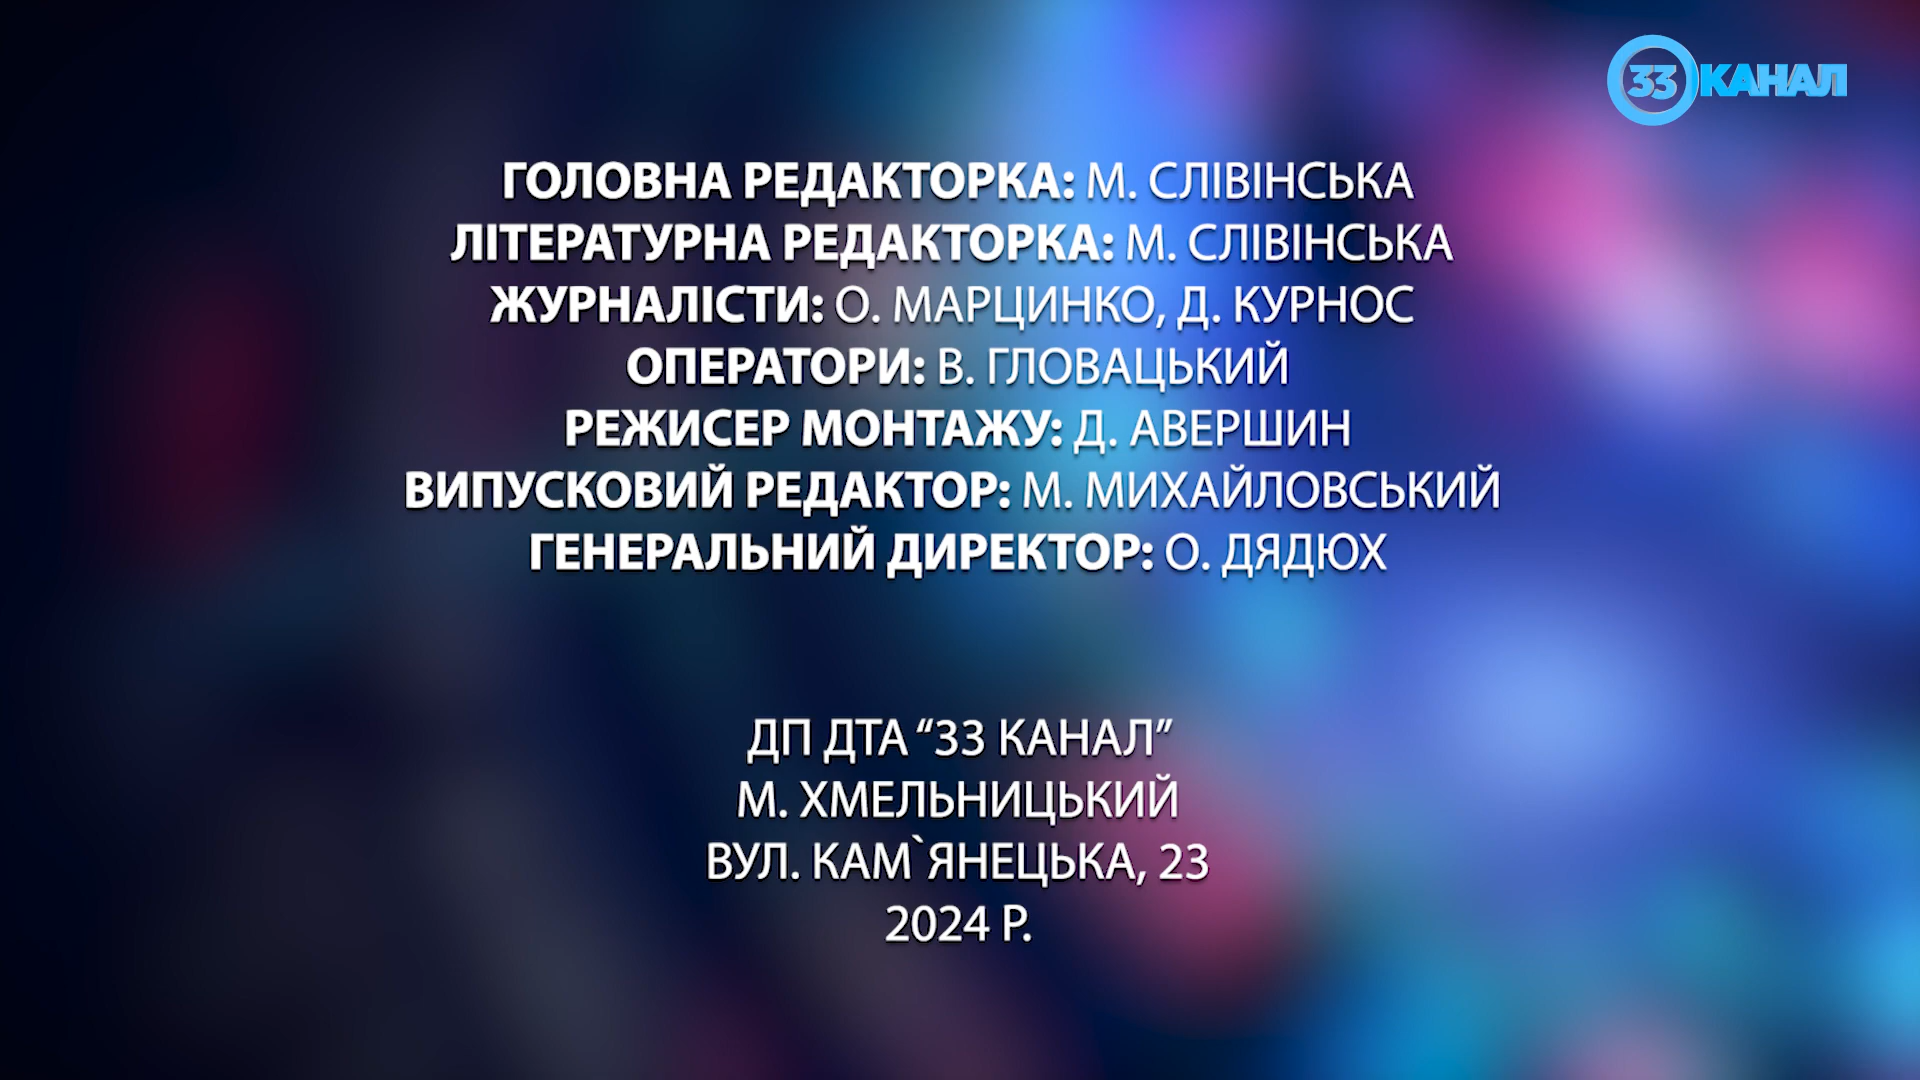 33 КАНАЛ
ГОЛОВНА РЕДАКТОРКА: М. СЛІВІНСЬКА
ЛІТЕРАТУРНА РЕДАКТОРКА: М. СЛІВІНСЬКА
ЖУРНАЛІСТИ: О. МАРЦИНКО, Д. КУРНОС
ОПЕРАТОРИ: В. ГЛОВАЦЬКИЙ
РЕЖИСЕР МОНТАЖУ: Д. АВЕРШИН
ВИПУСКОВИЙ РЕДАКТОР: М. МИХАЙЛОВСЬКИЙ
ГЕНЕРАЛЬНИЙ ДИРЕКТОР: О. ДЯДЮХ
ДП ДТА “33 КАНАЛ”
М. ХМЕЛЬНИЦЬКИЙ
ВУЛ. КАМ`ЯНЕЦЬКА, 23
2024 Р.